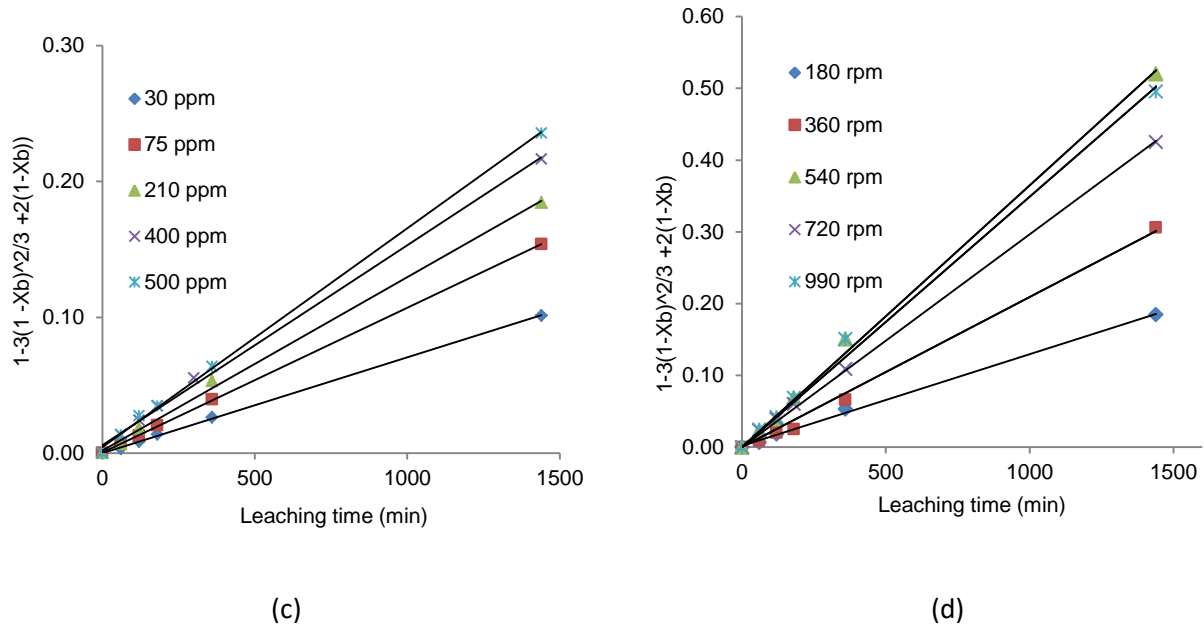 1-3(1 -Xb)^2/3 +2(1-Xb))
0.30
0.20
0.10
0.00
30 ppm
75 ppm
210 ppm
400 ppm
500 ppm
0
500
1000
1500
Leaching time (min)
(c)
1-3(1-Xb)^2/3 +2(1-Xb)
0.60
0.50
0.40
0.30
0.20
0.10
0.00
180 rpm
360 rpm
540 rpm
720 rpm
990 rpm
0
500
1000
1500
Leaching time (min)
(d)